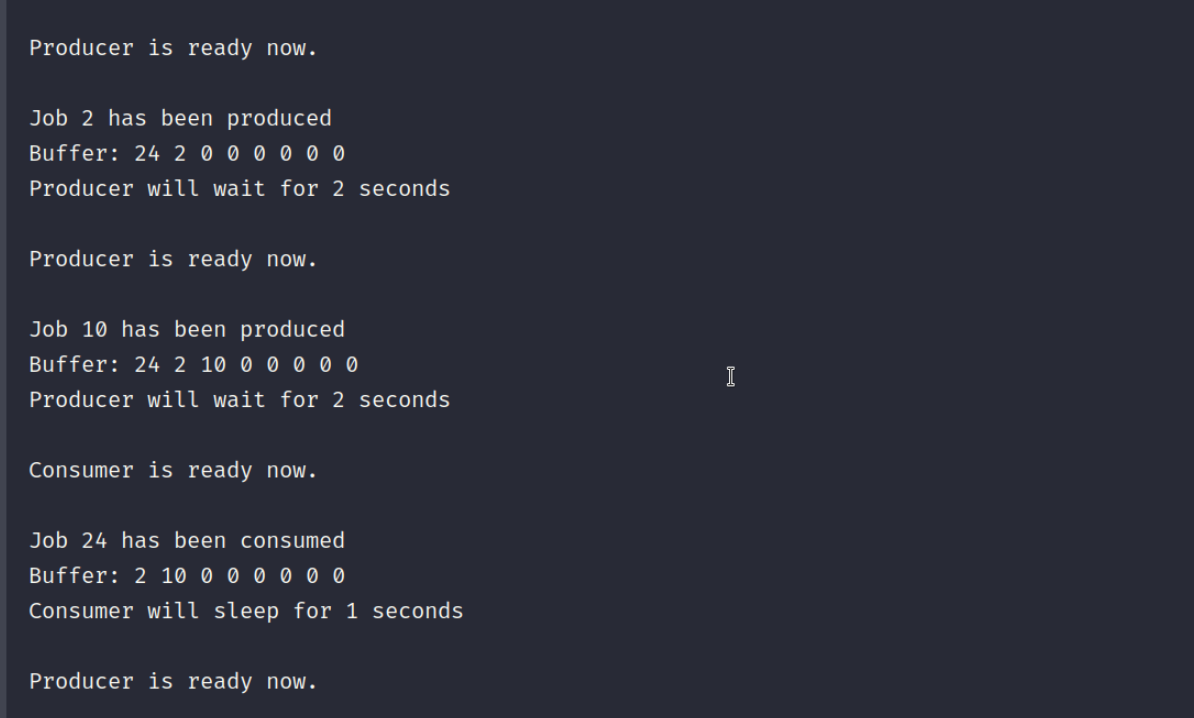 Producer is ready now.
Job 2 has been produced
Buffer: 24 2 0 0 0 0 0 0
Producer will wait for 2 seconds
Producer is ready now.
Job 10 has been produced
Buffer: 24 2 10 0 0 0 0 0
Producer will wait for 2 seconds
Consumer is ready now.
Job 24 has been consumed
Buffer: 2 10 0 0 0 0 0 0
Consumer will sleep for 1 seconds
Producer is ready now.